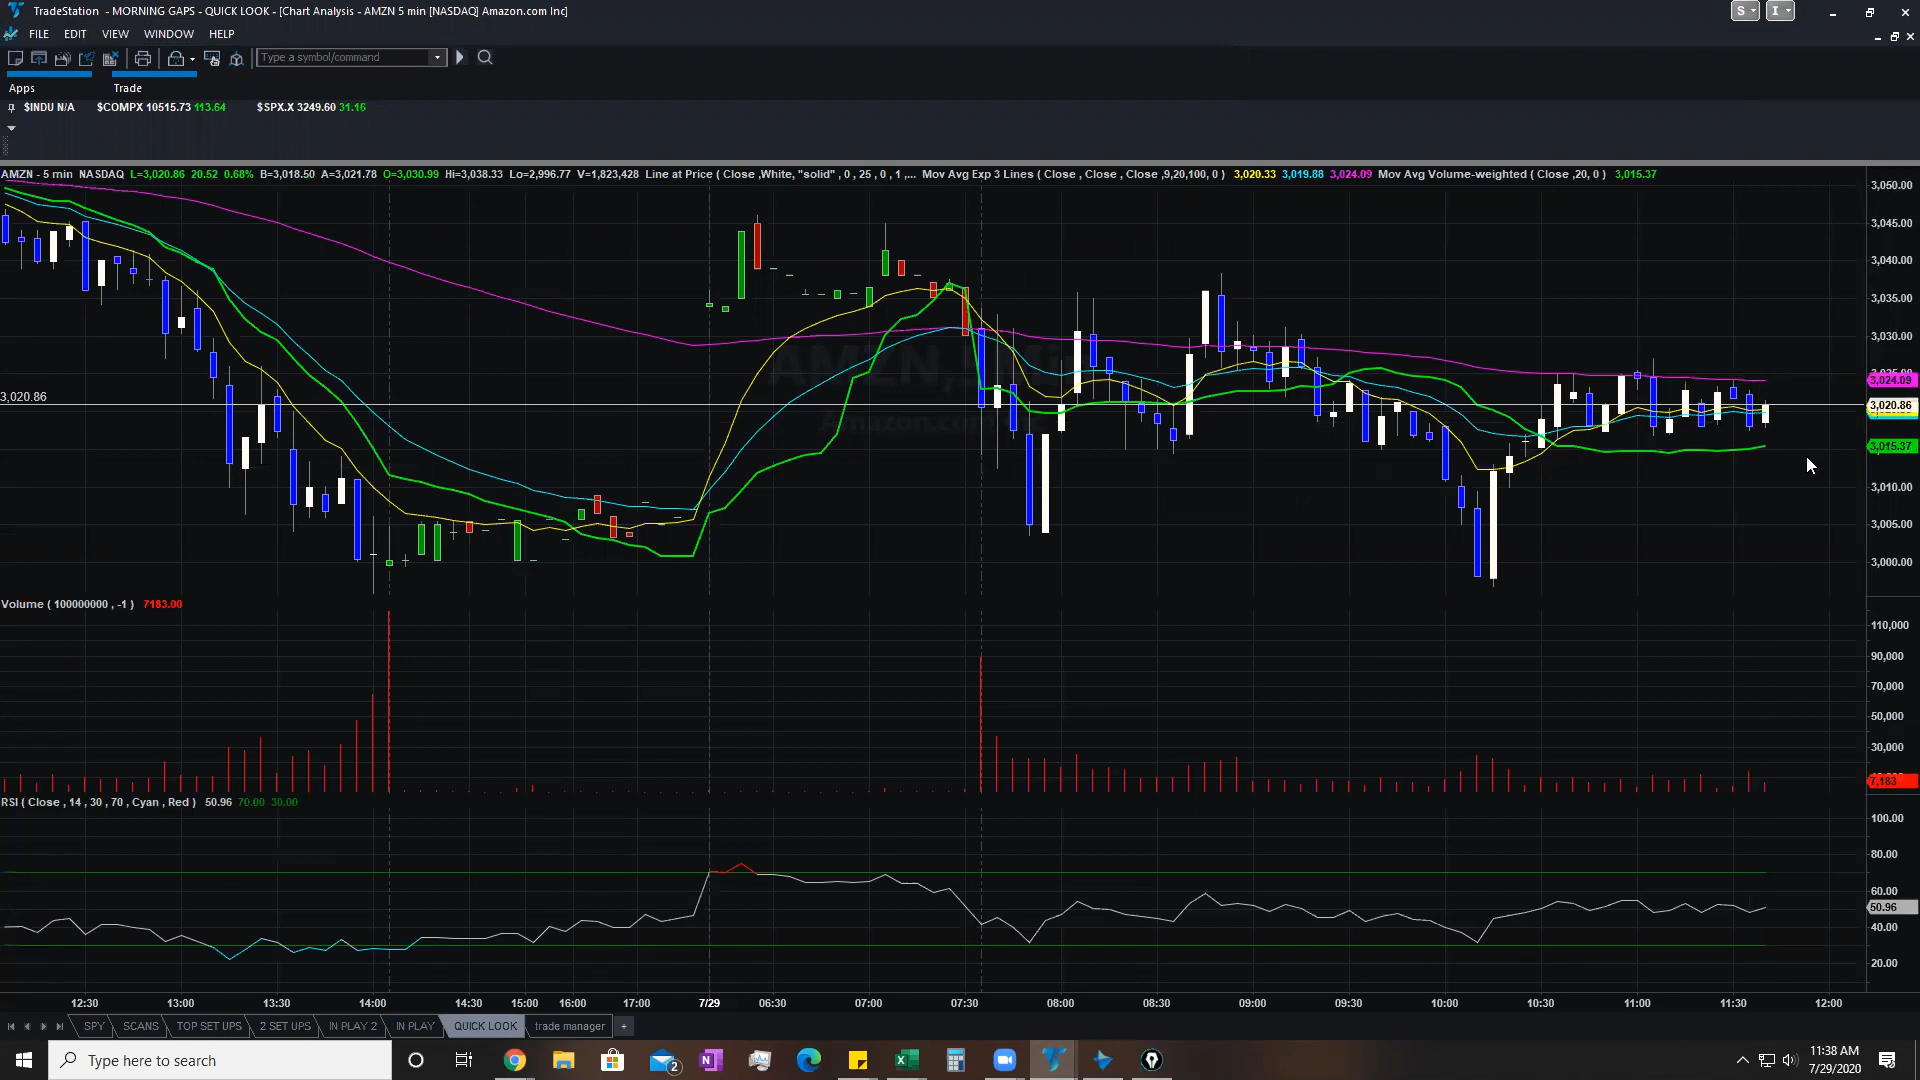 TradeStation - MORNING GAPS - QUICK LOOK - [Chart Analysis - AMZN 5 min [NASDAQ] Amazon.com Inc]
S I
FILE EDIT VIEW WINDOW HELP
Type a symbol/command
Apps Trade
$INDU N/A $COMPX 10515.73 113.64 $SPX.X 3249.60 31.16
AMZN - 5 min NASDAQ L=3,020.86 20.52 0.68% B=3,018.50 A=3,021.78 O=3,030.99 Hi=3,038.33 Lo=2,996.77 V=1,823,428 Line at Price ( Close ,White, "solid" , 0 , 25 , 0 , 1 ,... Mov Avg Exp 3 Lines ( Close , Close , Close ,9,20,100, 0 ) 3,020.33 3,019.88 3,024.09 Mov Avg Volume-weighted ( Close ,20, 0 ) 3,015.37
3,050.00
3,045.00
3,040.00
3,035.00
3,030.00
3,024.09
3,020.86 3,020.86
3,015.37
3,010.00
3,005.00
3,000.00
Volume ( 100000000 , -1 ) 7183.00
110,000
90,000
70,000
50,000
30,000
7,183
RSI ( Close , 14 , 30 , 70 , Cyan , Red ) 50.96 70.00 30.00
100.00
80.00
60.00
50.96
40.00
20.00
12:30 13:00 13:30 14:00 14:30 15:00 16:00 17:00 7/29 06:30 07:00 07:30 08:00 08:30 09:00 09:30 10:00 10:30 11:00 11:30 12:00
SPY SCANS TOP SET UPS 2 SET UPS IN PLAY 2 IN PLAY QUICK LOOK trade manager +
Type here to search
2
11:38 AM
7/29/2020